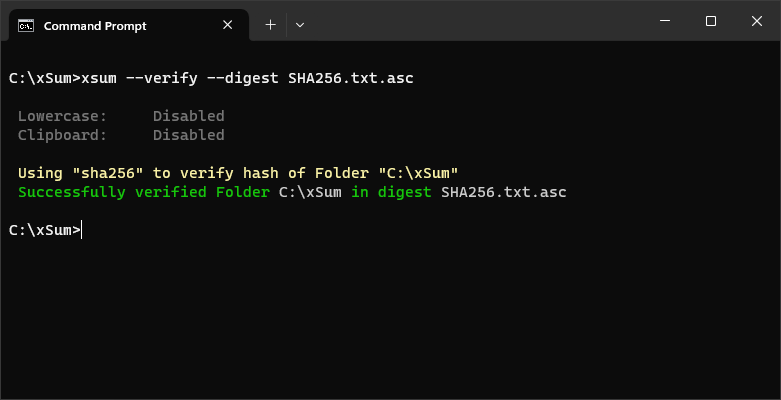 Command Prompt
C:\xSum>xsum --verify --digest SHA256.txt.asc
Lowercase: Disabled
Clipboard: Disabled
Using "sha256" to verify hash of Folder "C:\xSum"
Successfully verified Folder C:\xSum in digest SHA256.txt.asc
C:\xSum>